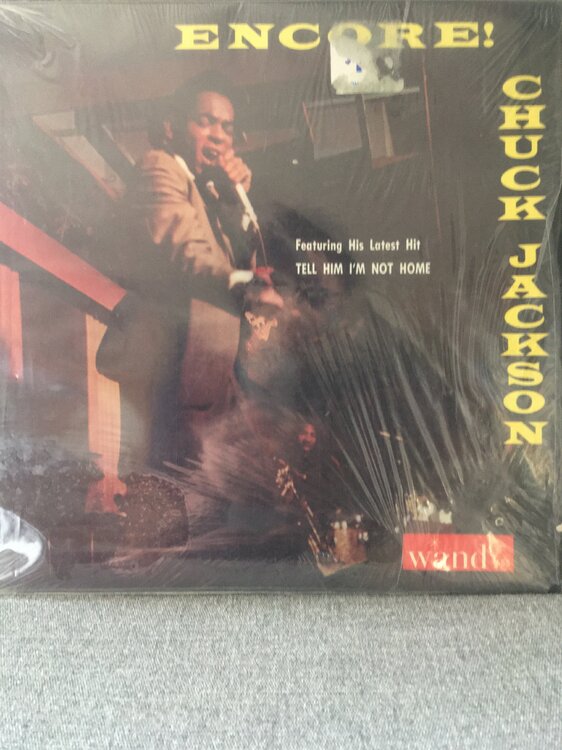 ENCORE!
CHUCK JACKSON
Featuring His Latest Hit
TELL HIM I'M NOT HOME
wand